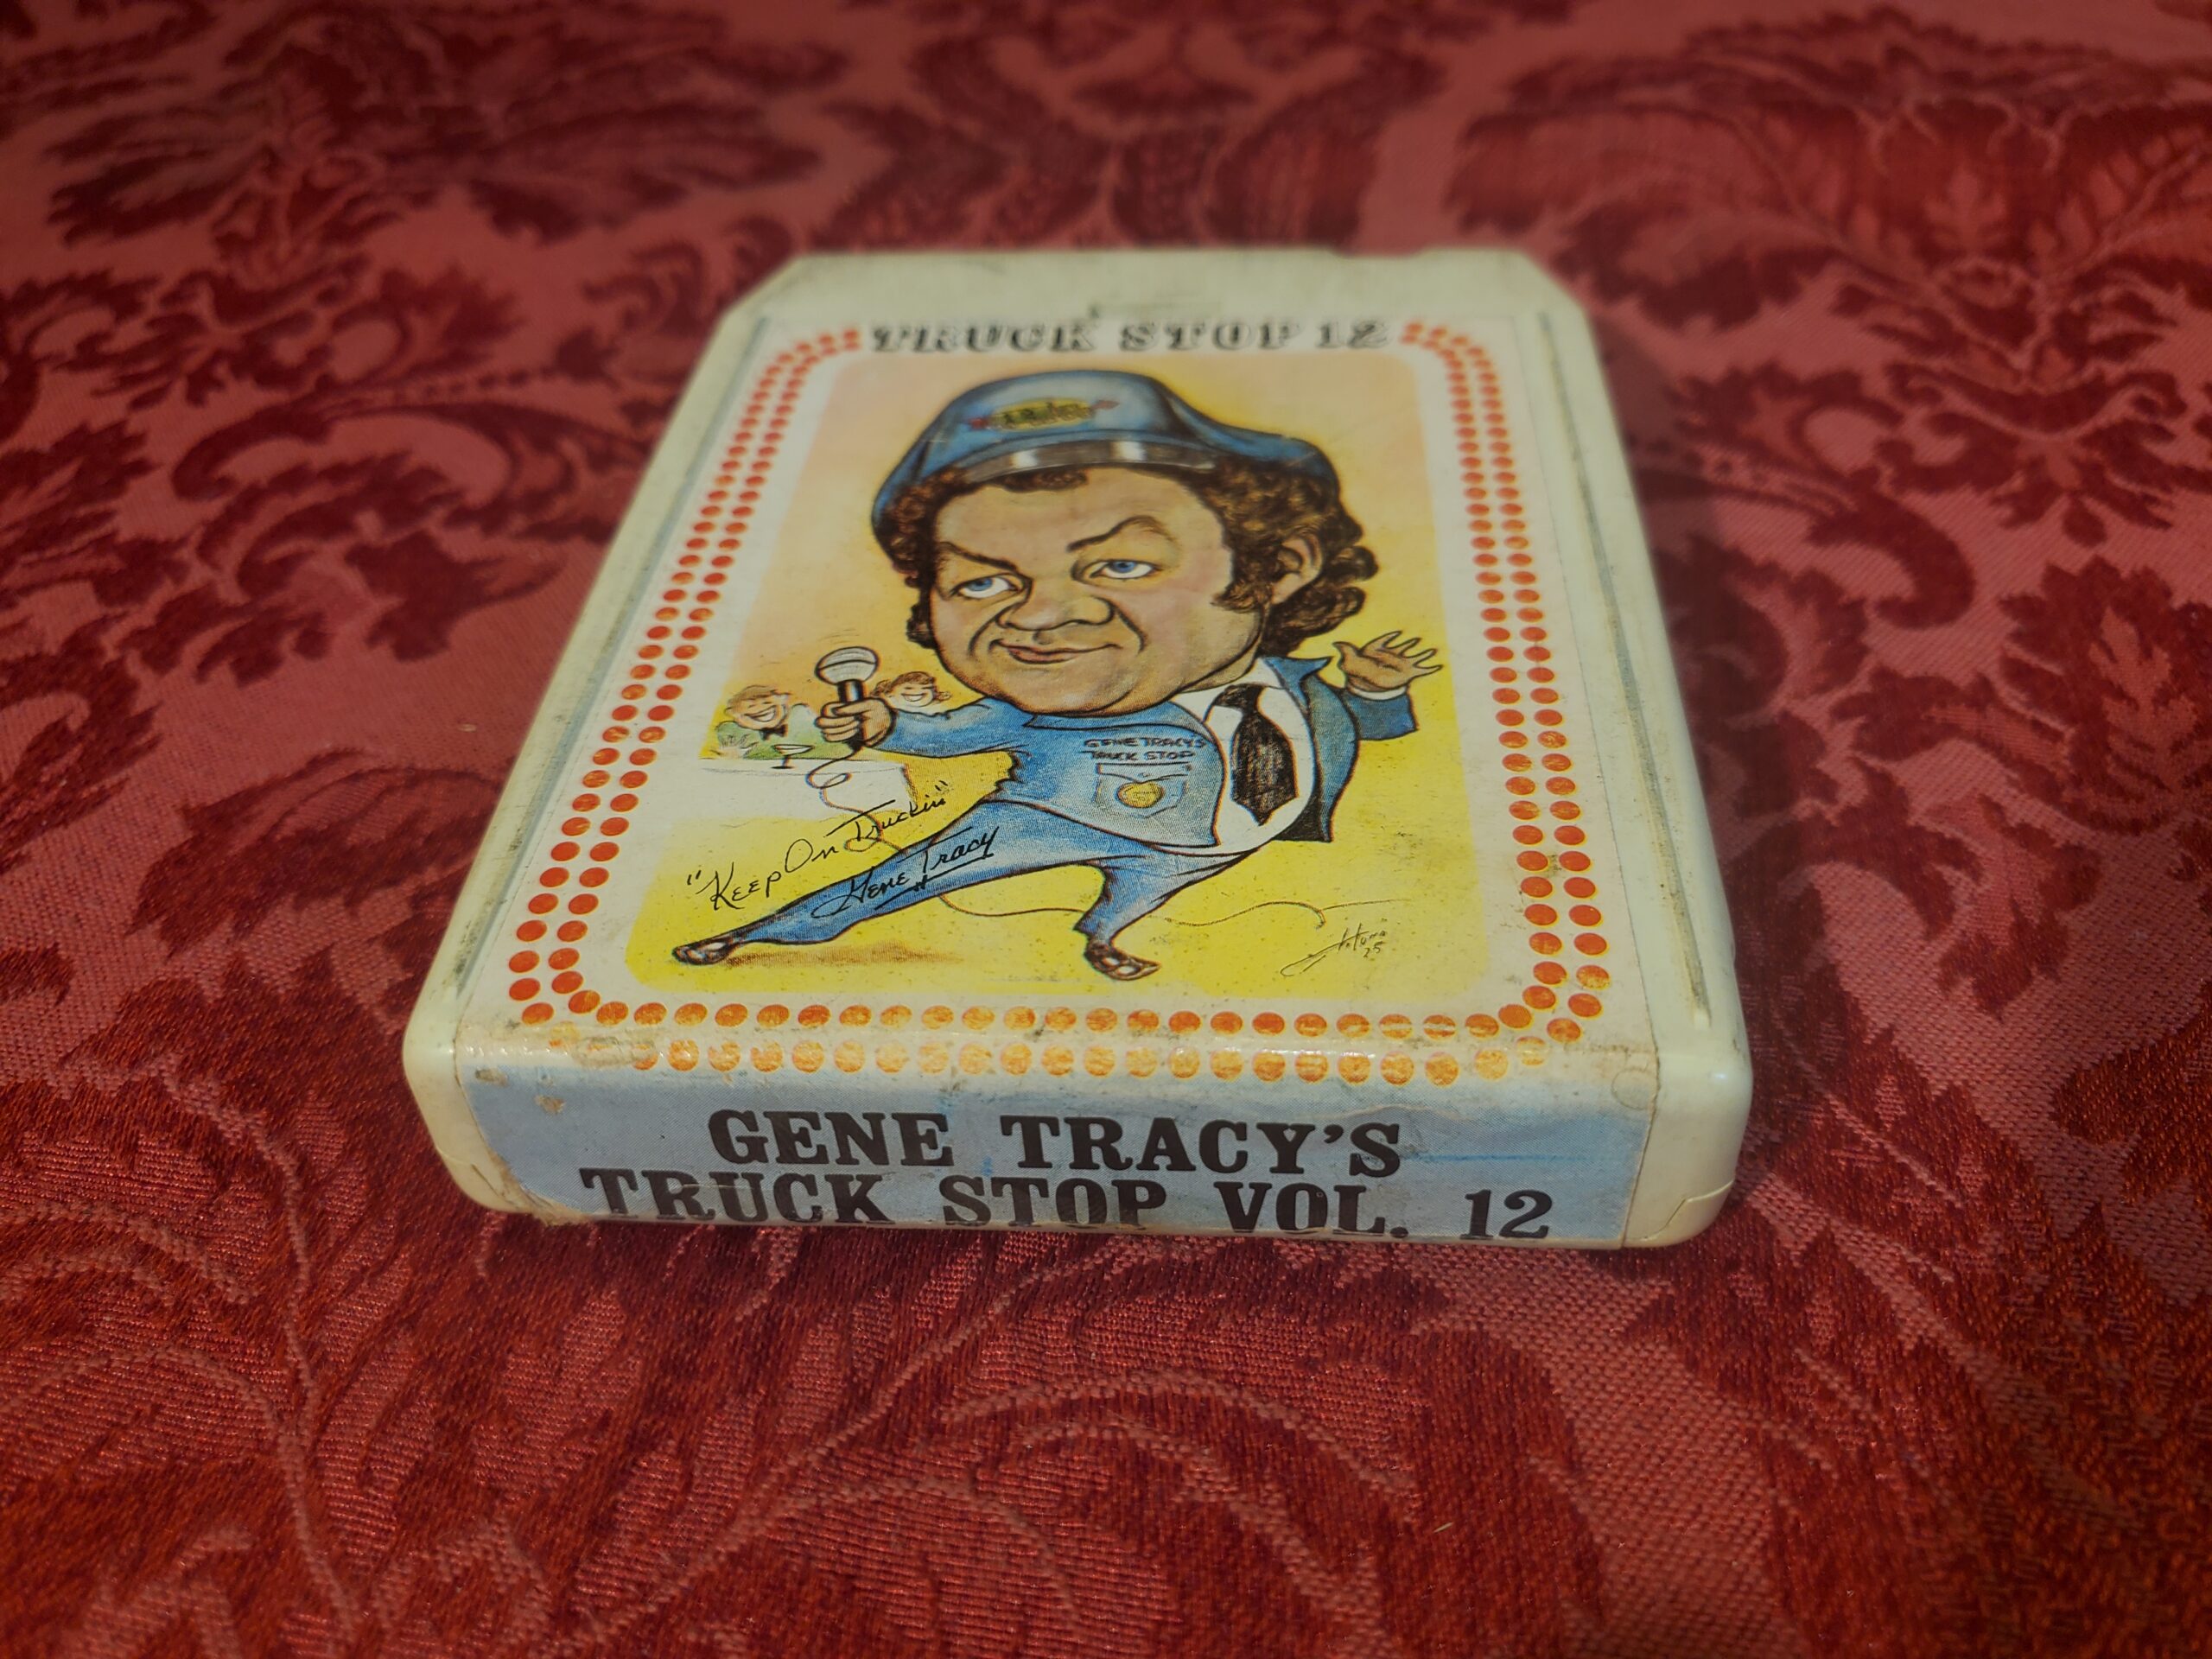 TRUCK STOP 12
GENE TRACY'S
TRUCK STOP
"Keep On Truckin"
Gene Tracy
GENE TRACY'S
TRUCK STOP VOL. 12